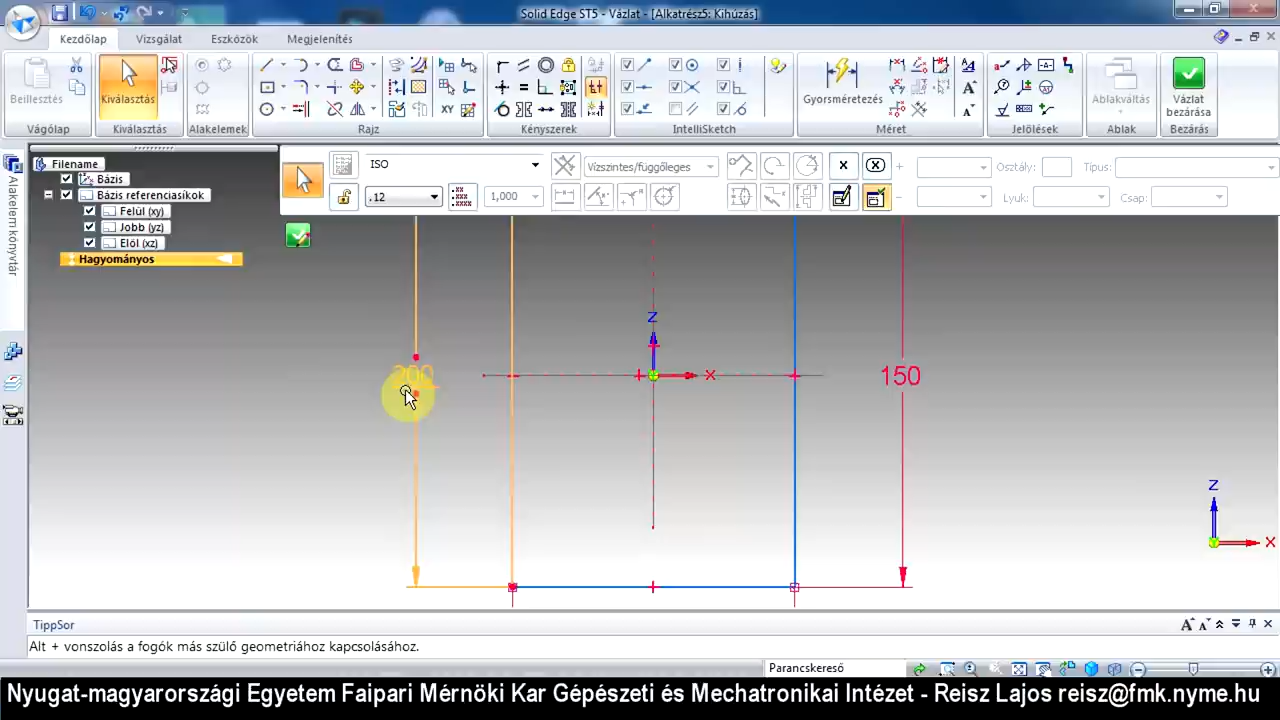 Solid Edge ST5 - Vázlat - [Alkatrész5: Kihúzás]
Kezdőlap Vizsgálat Eszközök Megjelenítés
Beillesztés Kiválasztás Gyorsméretezés Ablakváltás Vázlat bezárása
Vágólap Kiválasztás Alakelemek Rajz Kényszerek IntelliSketch Méret Jelölések Ablak Bezárás
Alakelem könyvtár
Filename
Bázis
Bázis referenciasíkok
Felül (xy)
Jobb (yz)
Elöl (xz)
Hagyományos
ISO Vízszintes/függőleges Osztály: Típus:
.12 1,000 Lyuk: Csap:
Z
200 X 150
Z
X
TippSor
Alt + vonszolás a fogók más szülő geometriához kapcsolásához.
Parancskereső
Nyugat-magyarországi Egyetem Faipari Mérnöki Kar Gépészeti és Mechatronikai Intézet - Reisz Lajos reisz@fmk.nyme.hu